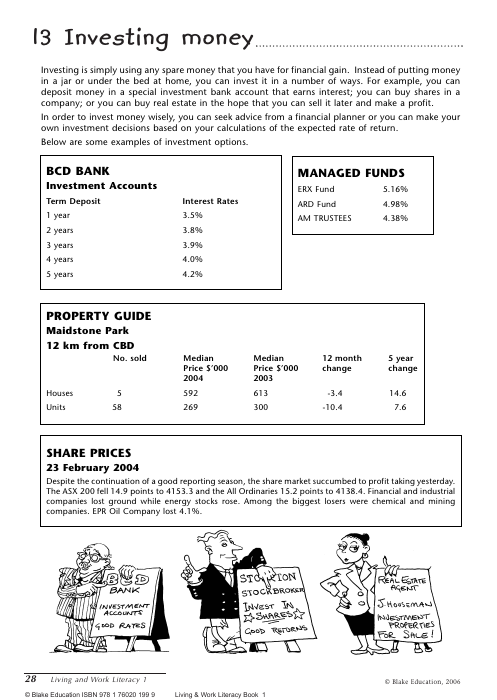 13 Investing money
Investing is simply using any spare money that you have for financial gain. Instead of putting money
in a jar or under the bed at home, you can invest it in a number of ways. For example, you can
deposit money in a special investment bank account that earns interest; you can buy shares in a
company; or you can buy real estate in the hope that you can sell it later and make a profit.
In order to invest money wisely, you can seek advice from a financial planner or you can make your
own investment decisions based on your calculations of the expected rate of return.
Below are some examples of investment options.
BCD BANK
Investment Accounts
Term Deposit Interest Rates
1 year 3.5%
2 years 3.8%
3 years 3.9%
4 years 4.0%
5 years 4.2%
MANAGED FUNDS
ERX Fund 5.16%
ARD Fund 4.98%
AM TRUSTEES 4.38%
PROPERTY GUIDE
Maidstone Park
12 km from CBD
No. sold Median Median 12 month 5 year
Price $'000 Price $'000 change change
2004 2003
Houses 5 592 613 -3.4 14.6
Units 58 269 300 -10.4 7.6
SHARE PRICES
23 February 2004
Despite the continuation of a good reporting season, the share market succumbed to profit taking yesterday.
The ASX 200 fell 14.9 points to 4153.3 and the All Ordinaries 15.2 points to 4138.4. Financial and industrial
companies lost ground while energy stocks rose. Among the biggest losers were chemical and mining
companies. EPR Oil Company lost 4.1%.
BCD
BANK
INVESTMENT
ACCOUNTS
GOOD RATES
STOCKTON
STOCKBROKER
INVEST IN
SHARES
GOOD RETURNS
REAL ESTATE
AGENT
J. HOUSEMAN
INVESTMENT
PROPERTIES
FOR SALE!
28 Living and Work Literacy 1
© Blake Education, 2006
© Blake Education ISBN 978 1 76020 199 9 Living & Work Literacy Book 1